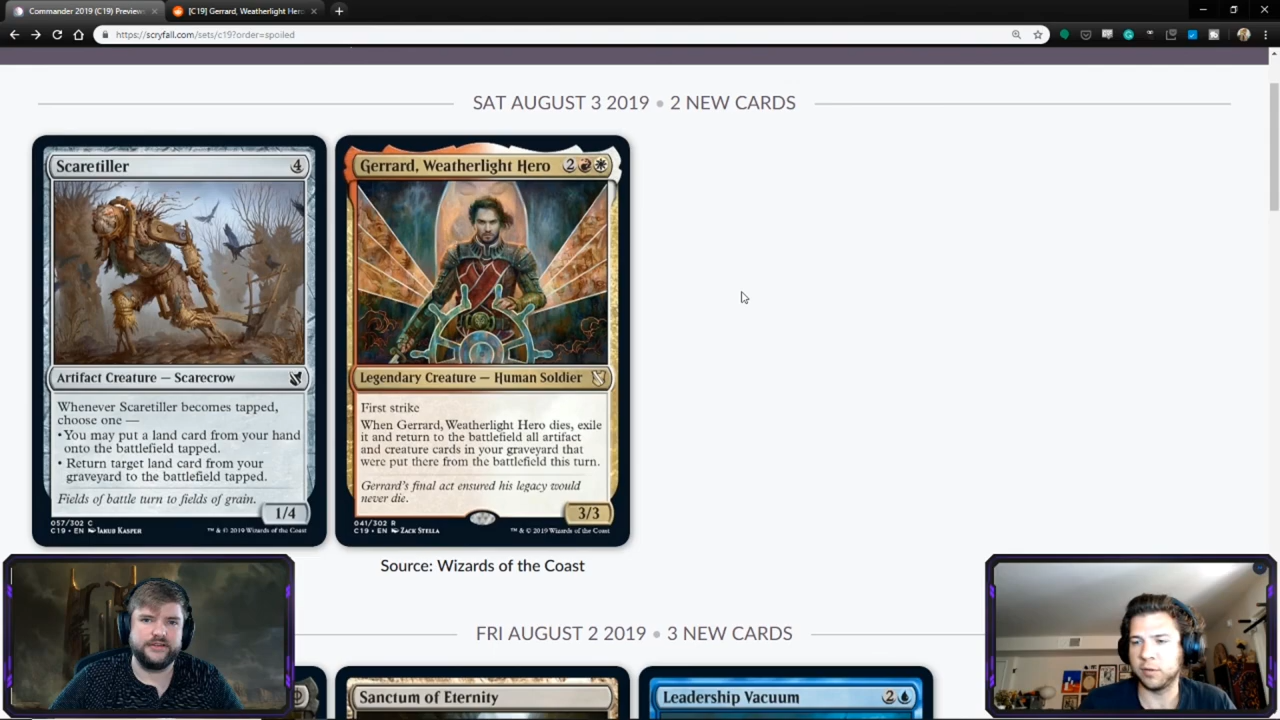 Commander 2019 (C19) Preview
[C19] Gerrard, Weatherlight Her
https://scryfall.com/sets/c19?order=spoiled
SAT AUGUST 3 2019 • 2 NEW CARDS
Scaretiller 4
Artifact Creature — Scarecrow
Whenever Scaretiller becomes tapped,
choose one —
• You may put a land card from your hand
onto the battlefield tapped.
• Return target land card from your
graveyard to the battlefield tapped.
Fields of battle turn to fields of grain.
1/4
057/302 C
C19 • EN JAKUB KASPER
™ & © 2019 Wizards of the Coast
Gerrard, Weatherlight Hero 2
Legendary Creature — Human Soldier
First strike
When Gerrard, Weatherlight Hero dies, exile
it and return to the battlefield all artifact
and creature cards in your graveyard that
were put there from the battlefield this turn.
Gerrard's final act ensured his legacy would
never die.
3/3
041/302 R
C19 • EN ZACK STELLA
™ & © 2019 Wizards of the Coast
Source: Wizards of the Coast
FRI AUGUST 2 2019 • 3 NEW CARDS
Sanctum of Eternity
Leadership Vacuum 2